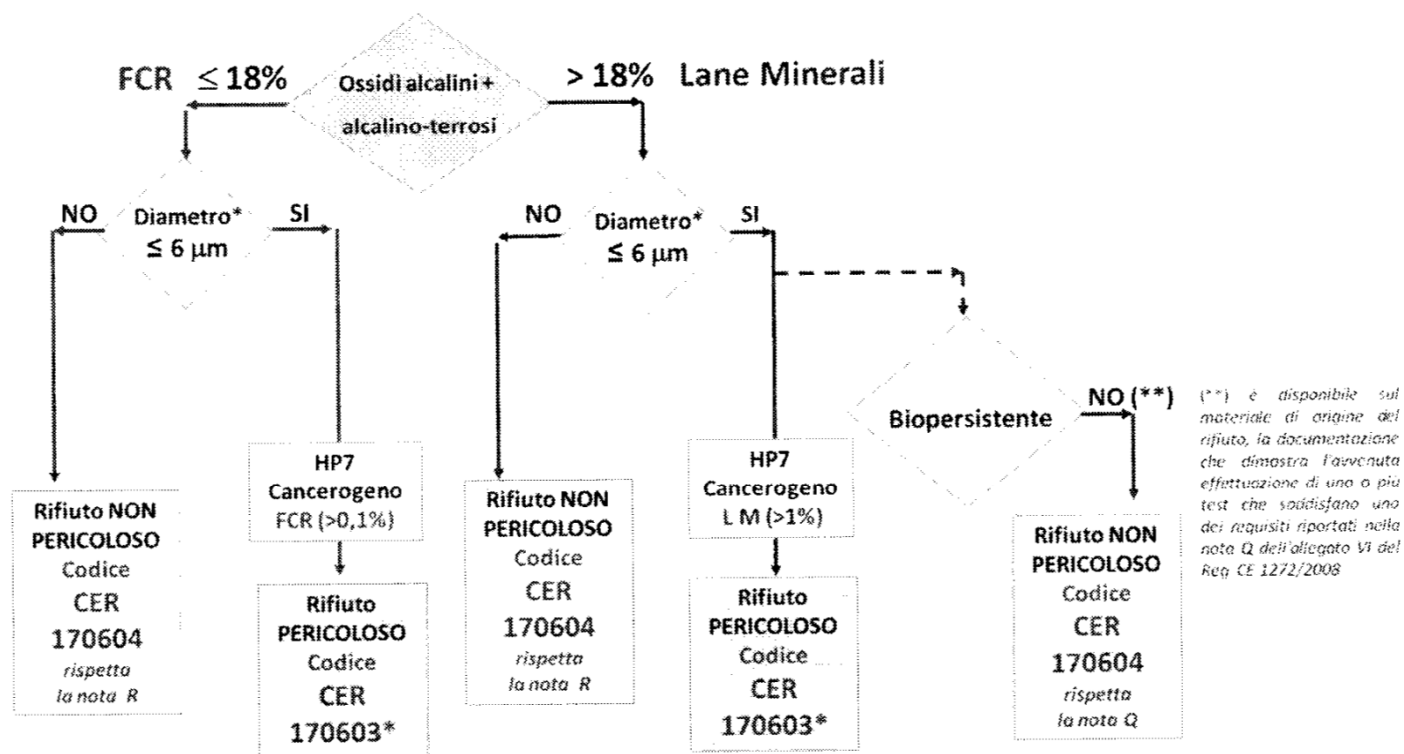 FCR ≤ 18%
Ossidi alcalini +
alcalino-terrosi
> 18% Lane Minerali
NO
Diametro*
≤ 6 µm
SI
NO
Diametro*
≤ 6 µm
SI
Biopersistente
NO (**)
(**) è disponibile sul
materiale di origine del
rifiuto, la documentazione
che dimostra l'avvenuta
effettuazione di uno o più
test che soddisfano uno
dei requisiti riportati nella
nota Q dell'allegato VI del
Reg CE 1272/2008
Rifiuto NON
PERICOLOSO
Codice
CER
170604
rispetta
la nota R
HP7
Cancerogeno
FCR (>0,1%)
Rifiuto
PERICOLOSO
Codice
CER
170603*
Rifiuto NON
PERICOLOSO
Codice
CER
170604
rispetta
la nota R
HP7
Cancerogeno
L M (>1%)
Rifiuto
PERICOLOSO
Codice
CER
170603*
Rifiuto NON
PERICOLOSO
Codice
CER
170604
rispetta
la nota Q